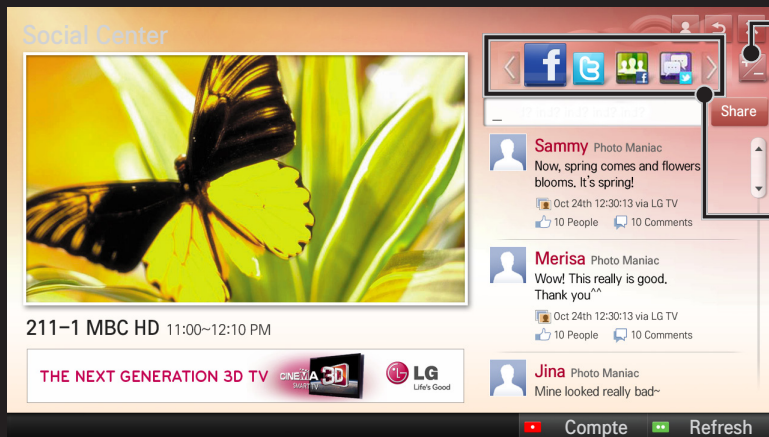 Social Center
_
Share
Sammy Photo Maniac
Now, spring comes and flowers
blooms. It's spring!
Oct 24th 12:30:13 via LG TV
10 People 10 Comments
Merisa Photo Maniac
Wow! This really is good.
Thank you^^
Oct 24th 12:30:13 via LG TV
10 People 10 Comments
Jina Photo Maniac
Mine looked really bad~
211-1 MBC HD 11:00~12:10 PM
THE NEXT GENERATION 3D TV CINEMA 3D SMART TV LG Life's Good
Compte Refresh